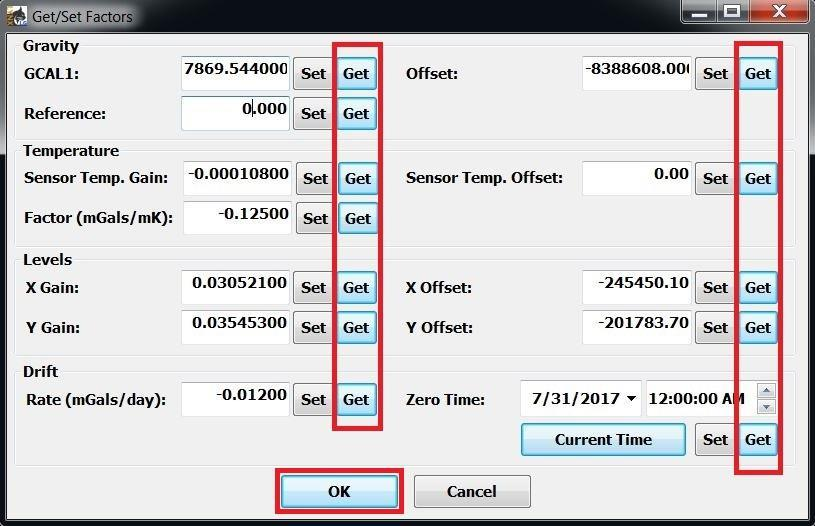 Get/Set Factors
Gravity
GCAL1: 7869.544000 Set Get Offset: -8388608.00 Set Get
Reference: 0.000 Set Get
Temperature
Sensor Temp. Gain: -0.00010800 Set Get Sensor Temp. Offset: 0.00 Set Get
Factor (mGals/mK): -0.12500 Set Get
Levels
X Gain: 0.03052100 Set Get X Offset: -245450.10 Set Get
Y Gain: 0.03545300 Set Get Y Offset: -201783.70 Set Get
Drift
Rate (mGals/day): -0.01200 Set Get Zero Time: 7/31/2017 12:00:00 AM
Current Time Set Get
OK Cancel